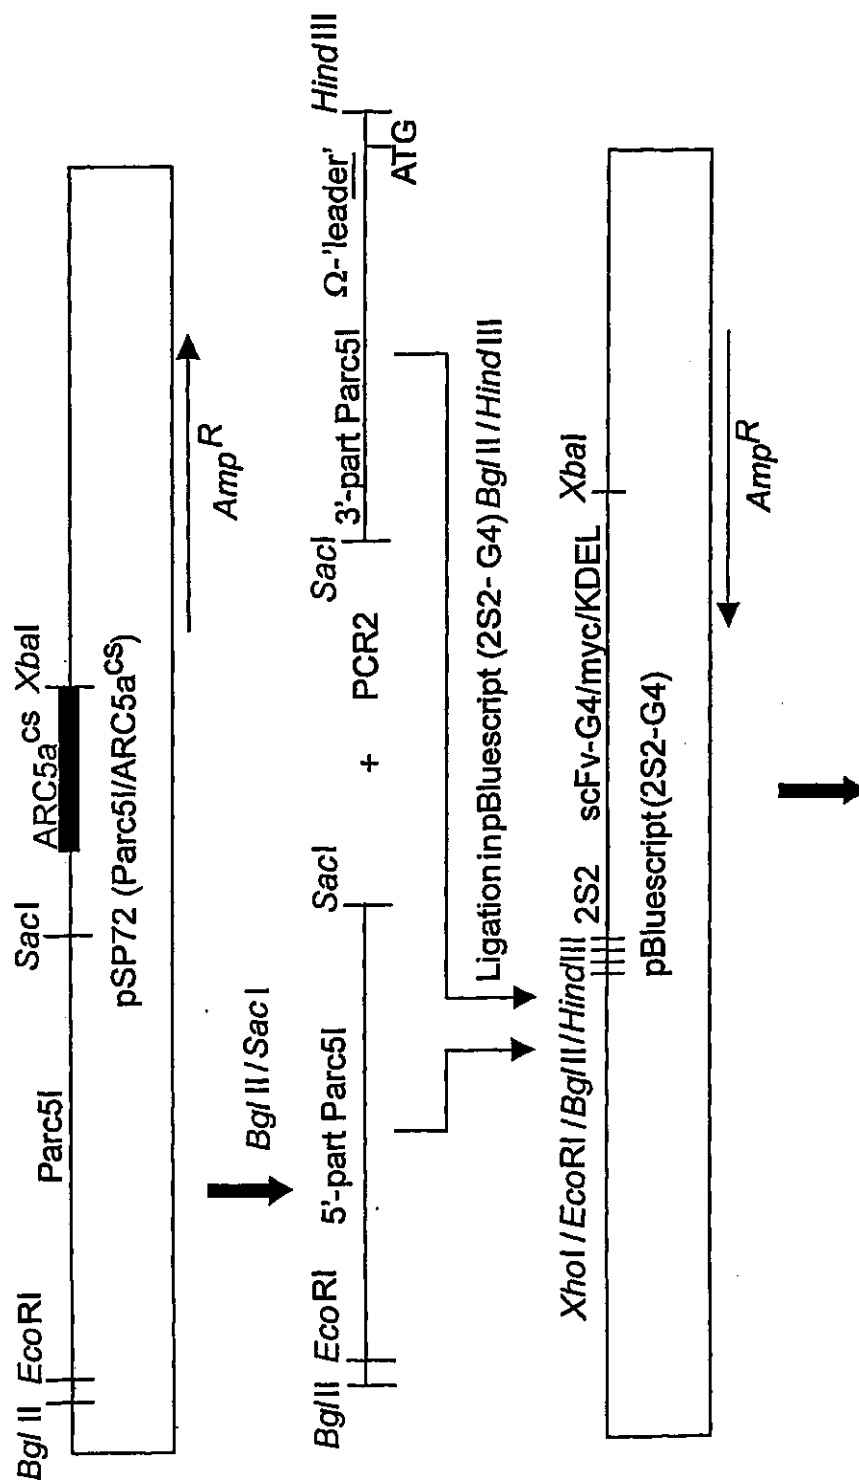 Bgl II EcoRI Parc5I SacI ARC5a^cs XbaI
pSP72 (Parc5I/ARC5a^cs)
Amp^R
Bgl II / Sac I
BglII EcoRI 5'-part Parc5I SacI + PCR2 SacI 3'-part Parc5I Ω-'leader' HindIII
ATG
Ligation in pBluescript (2S2-G4) BglII / HindIII
XhoI / EcoRI / BglII / HindIII 2S2 scFv-G4/myc/KDEL XbaI
pBluescript (2S2-G4)
Amp^R